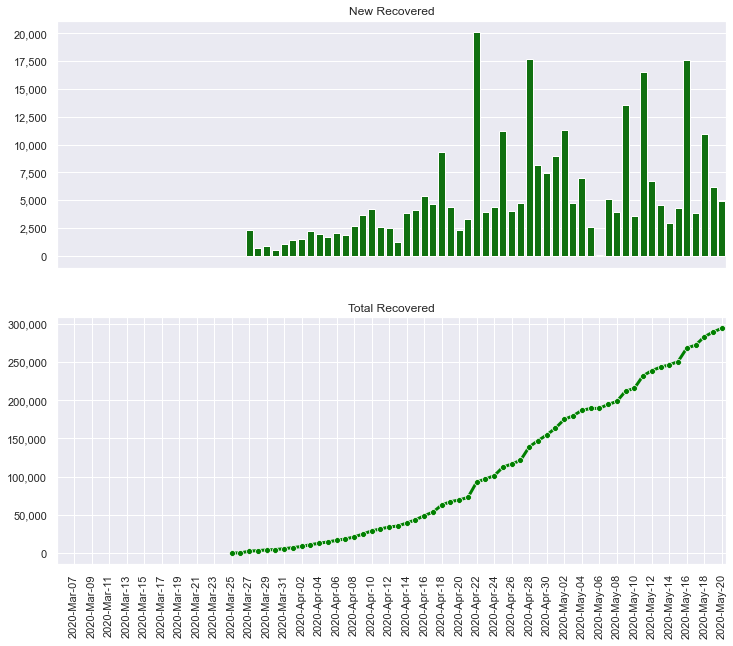 New Recovered
20,000
17,500
15,000
12,500
10,000
7,500
5,000
2,500
0
Total Recovered
300,000
250,000
200,000
150,000
100,000
50,000
0
2020-Mar-07
2020-Mar-09
2020-Mar-11
2020-Mar-13
2020-Mar-15
2020-Mar-17
2020-Mar-19
2020-Mar-21
2020-Mar-23
2020-Mar-25
2020-Mar-27
2020-Mar-29
2020-Mar-31
2020-Apr-02
2020-Apr-04
2020-Apr-06
2020-Apr-08
2020-Apr-10
2020-Apr-12
2020-Apr-14
2020-Apr-16
2020-Apr-18
2020-Apr-20
2020-Apr-22
2020-Apr-24
2020-Apr-26
2020-Apr-28
2020-Apr-30
2020-May-02
2020-May-04
2020-May-06
2020-May-08
2020-May-10
2020-May-12
2020-May-14
2020-May-16
2020-May-18
2020-May-20